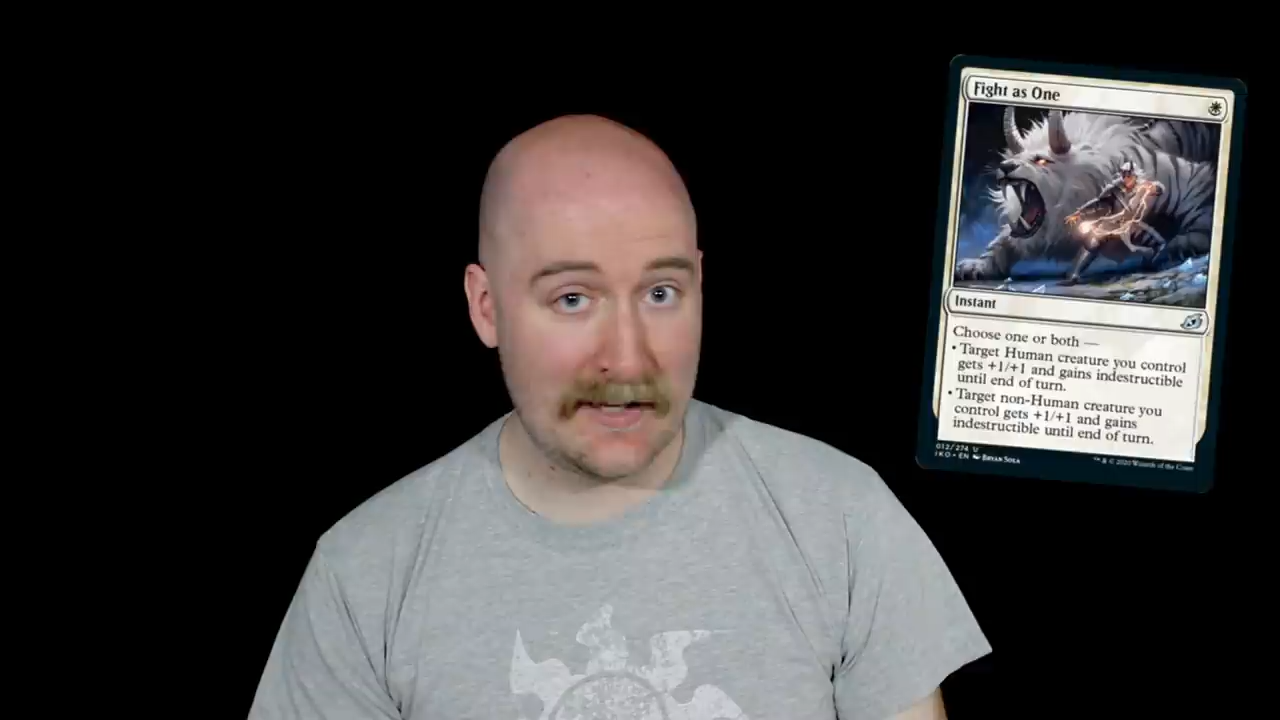 Fight as One
Instant
Choose one or both —
• Target Human creature you control
gets +1/+1 and gains indestructible
until end of turn.
• Target non-Human creature you
control gets +1/+1 and gains
indestructible until end of turn.
012/274 U
IKO • EN Bryan Sola
™ & © 2020 Wizards of the Coast